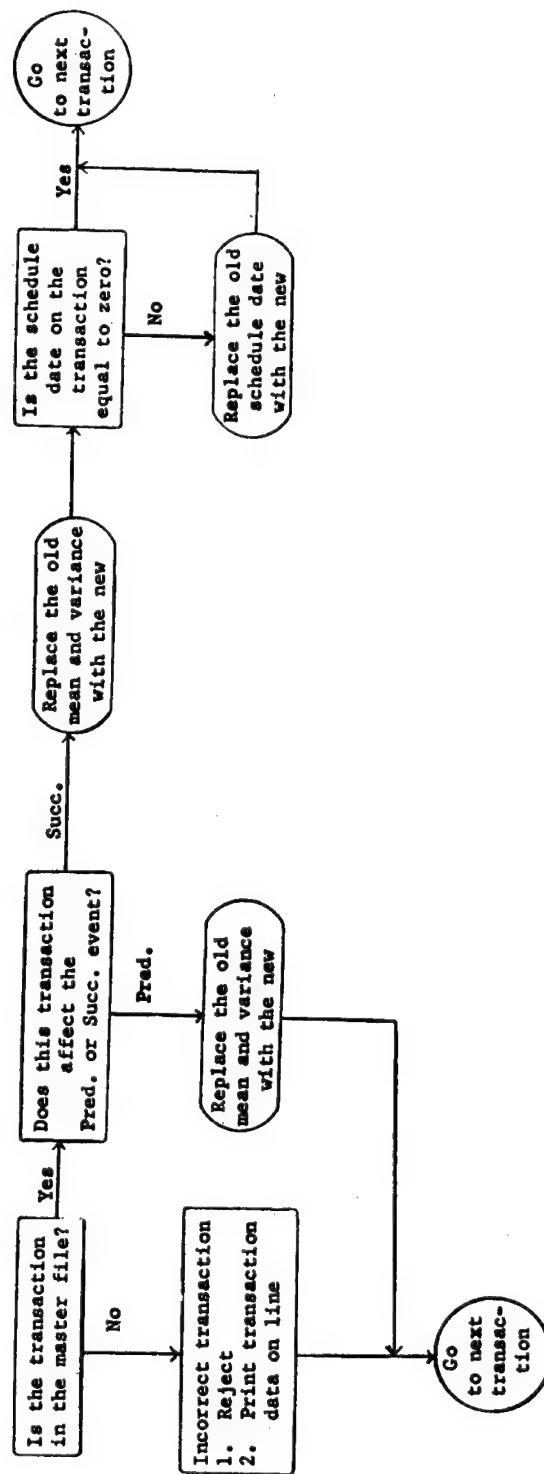 Is the transaction
in the master file?
Yes
No
Incorrect transaction
1. Reject
2. Print transaction
data on line
Does this transaction
affect the
Pred. or Succ. event?
Succ.
Pred.
Replace the old
mean and variance
with the new
Go
to next
transac-
tion
Replace the old
mean and variance
with the new
Is the schedule
date on the
transaction
equal to zero?
Yes
No
Replace the old
schedule date
with the new
Go
to next
transac-
tion